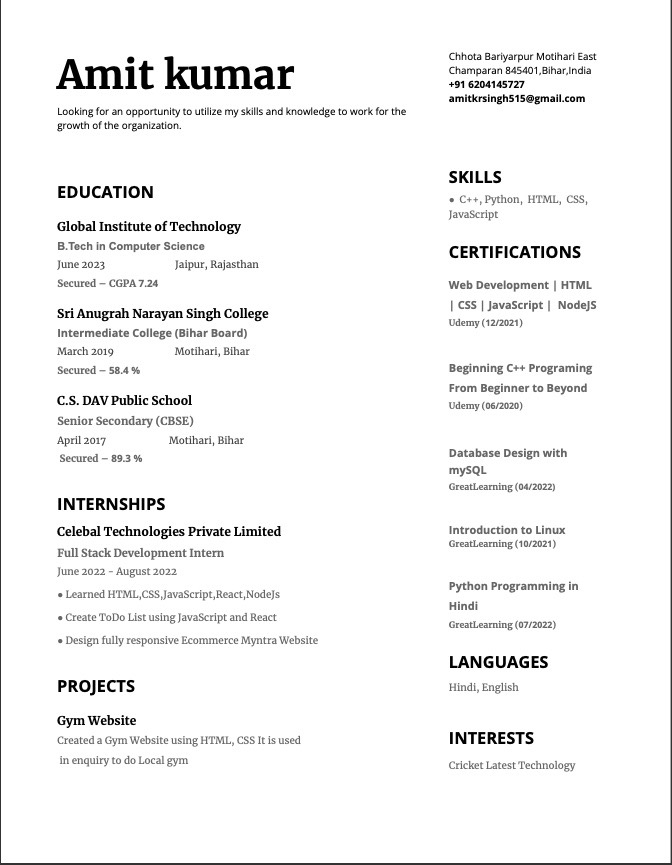 Amit kumar
Looking for an opportunity to utilize my skills and knowledge to work for the
growth of the organization.
Chhota Bariyarpur Motihari East
Champaran 845401,Bihar,India
+91 6204145727
amitkrsingh515@gmail.com
EDUCATION
Global Institute of Technology
B.Tech in Computer Science
June 2023 Jaipur, Rajasthan
Secured – CGPA 7.24
Sri Anugrah Narayan Singh College
Intermediate College (Bihar Board)
March 2019 Motihari, Bihar
Secured – 58.4 %
C.S. DAV Public School
Senior Secondary (CBSE)
April 2017 Motihari, Bihar
Secured – 89.3 %
INTERNSHIPS
Celebal Technologies Private Limited
Full Stack Development Intern
June 2022 - August 2022
● Learned HTML,CSS,JavaScript,React,NodeJs
● Create ToDo List using JavaScript and React
● Design fully responsive Ecommerce Myntra Website
PROJECTS
Gym Website
Created a Gym Website using HTML, CSS It is used
in enquiry to do Local gym
SKILLS
● C++, Python, HTML, CSS,
JavaScript
CERTIFICATIONS
Web Development | HTML
| CSS | JavaScript | NodeJS
Udemy (12/2021)
Beginning C++ Programing
From Beginner to Beyond
Udemy (06/2020)
Database Design with
mySQL
GreatLearning (04/2022)
Introduction to Linux
GreatLearning (10/2021)
Python Programming in
Hindi
GreatLearning (07/2022)
LANGUAGES
Hindi, English
INTERESTS
Cricket Latest Technology